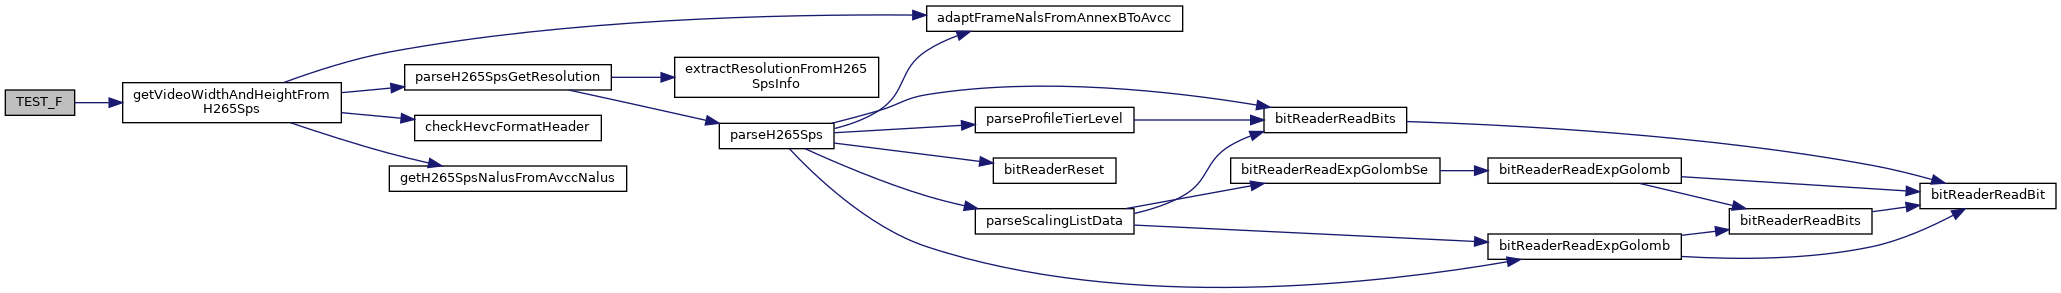 TEST_F
getVideoWidthAndHeightFrom
H265Sps
adaptFrameNalsFromAnnexBToAvcc
parseH265SpsGetResolution
extractResolutionFromH265
SpsInfo
checkHevcFormatHeader
getH265SpsNalusFromAvccNalus
parseH265Sps
parseProfileTierLevel
bitReaderReset
parseScalingListData
bitReaderReadBits
bitReaderReadExpGolombSe
bitReaderReadExpGolomb
bitReaderReadExpGolomb
bitReaderReadBits
bitReaderReadBit